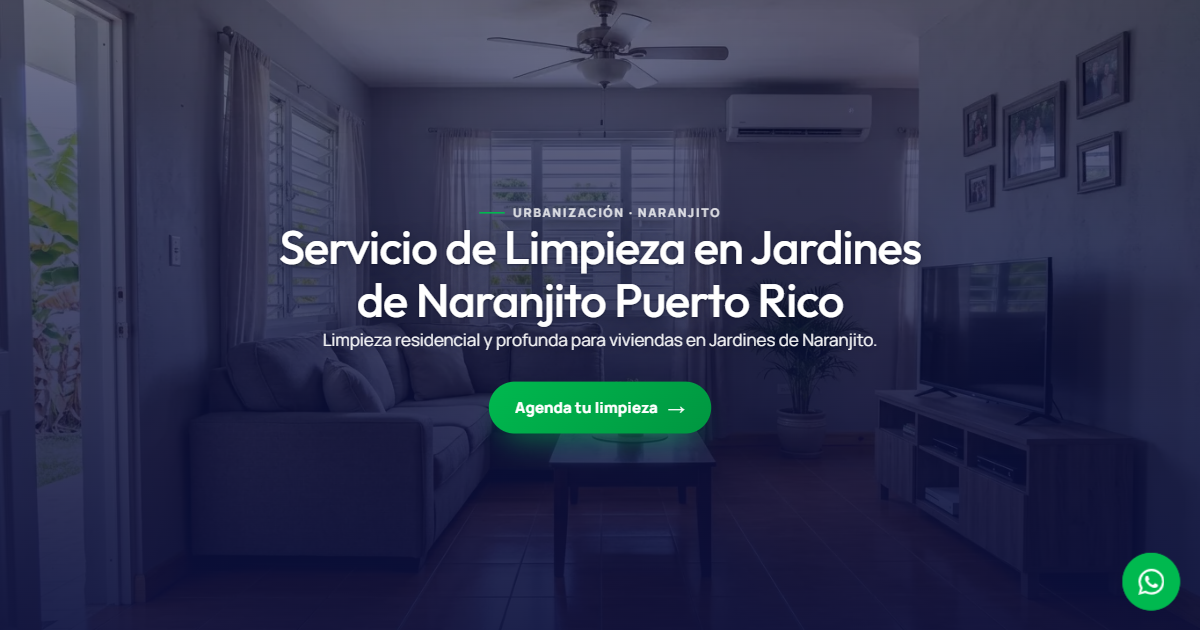 URBANIZACIÓN · NARANJITO
Servicio de Limpieza en Jardines
de Naranjito Puerto Rico
Limpieza residencial y profunda para viviendas en Jardines de Naranjito.
Agenda tu limpieza →